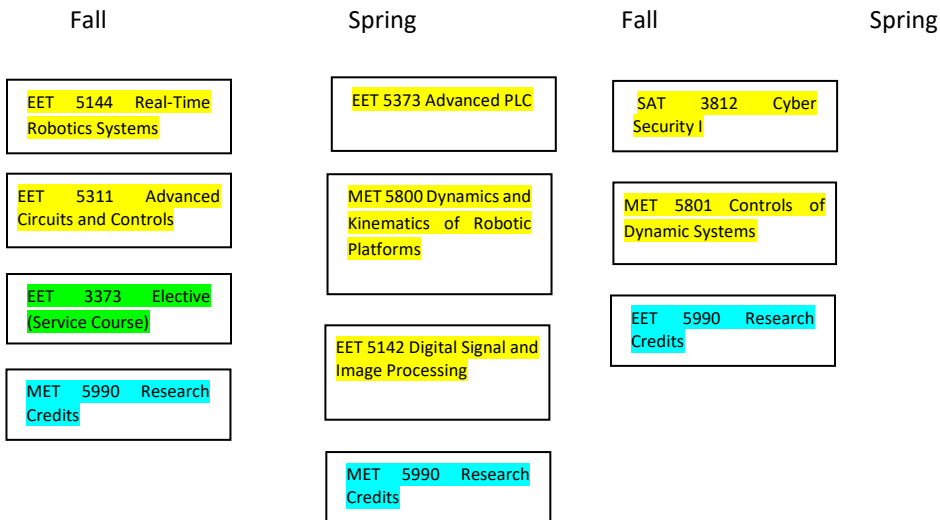 Fall Spring Fall Spring
EET 5144 Real-Time
Robotics Systems
EET 5311 Advanced
Circuits and Controls
EET 3373 Elective
(Service Course)
MET 5990 Research
Credits
EET 5373 Advanced PLC
MET 5800 Dynamics and
Kinematics of Robotic
Platforms
EET 5142 Digital Signal and
Image Processing
MET 5990 Research
Credits
SAT 3812 Cyber
Security I
MET 5801 Controls of
Dynamic Systems
EET 5990 Research
Credits